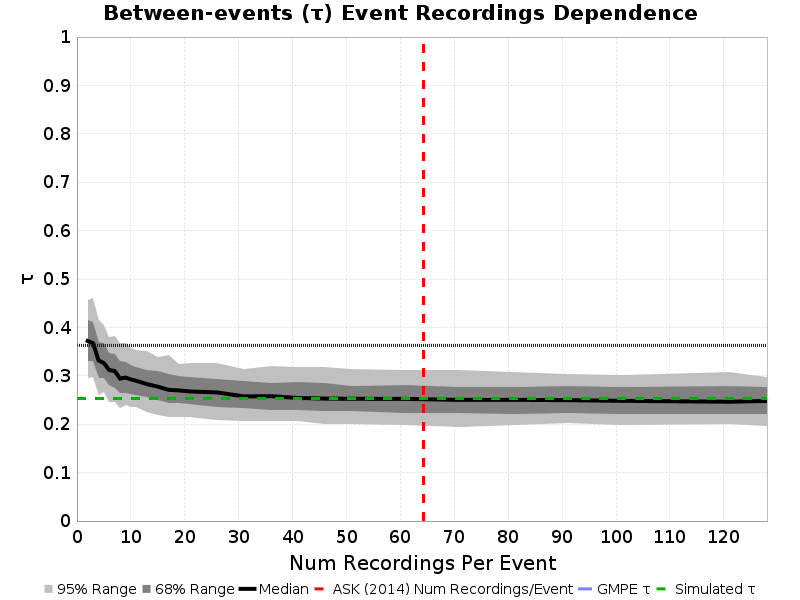 Between-events (τ) Event Recordings Dependence
1
0.9
0.8
0.7
0.6
0.5
0.4
0.3
0.2
0.1
0
τ
0 10 20 30 40 50 60 70 80 90 100 110 120
Num Recordings Per Event
95% Range 68% Range Median ASK (2014) Num Recordings/Event GMPE τ Simulated τ